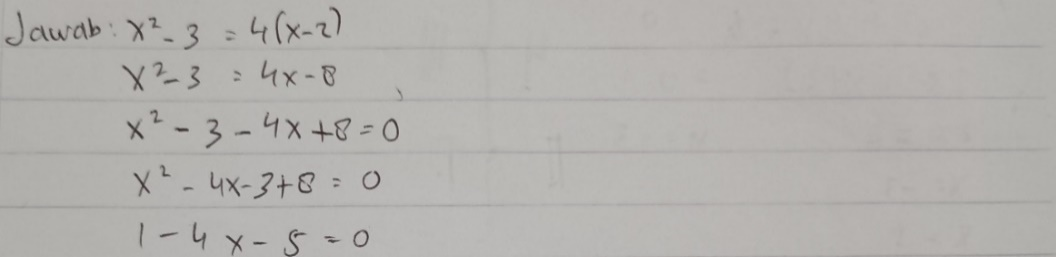 Jawab: x² - 3 = 4(x-2)
x² - 3 = 4x - 8
x² - 3 - 4x + 8 = 0
x² - 4x - 3 + 8 = 0
1 - 4 x - 5 = 0